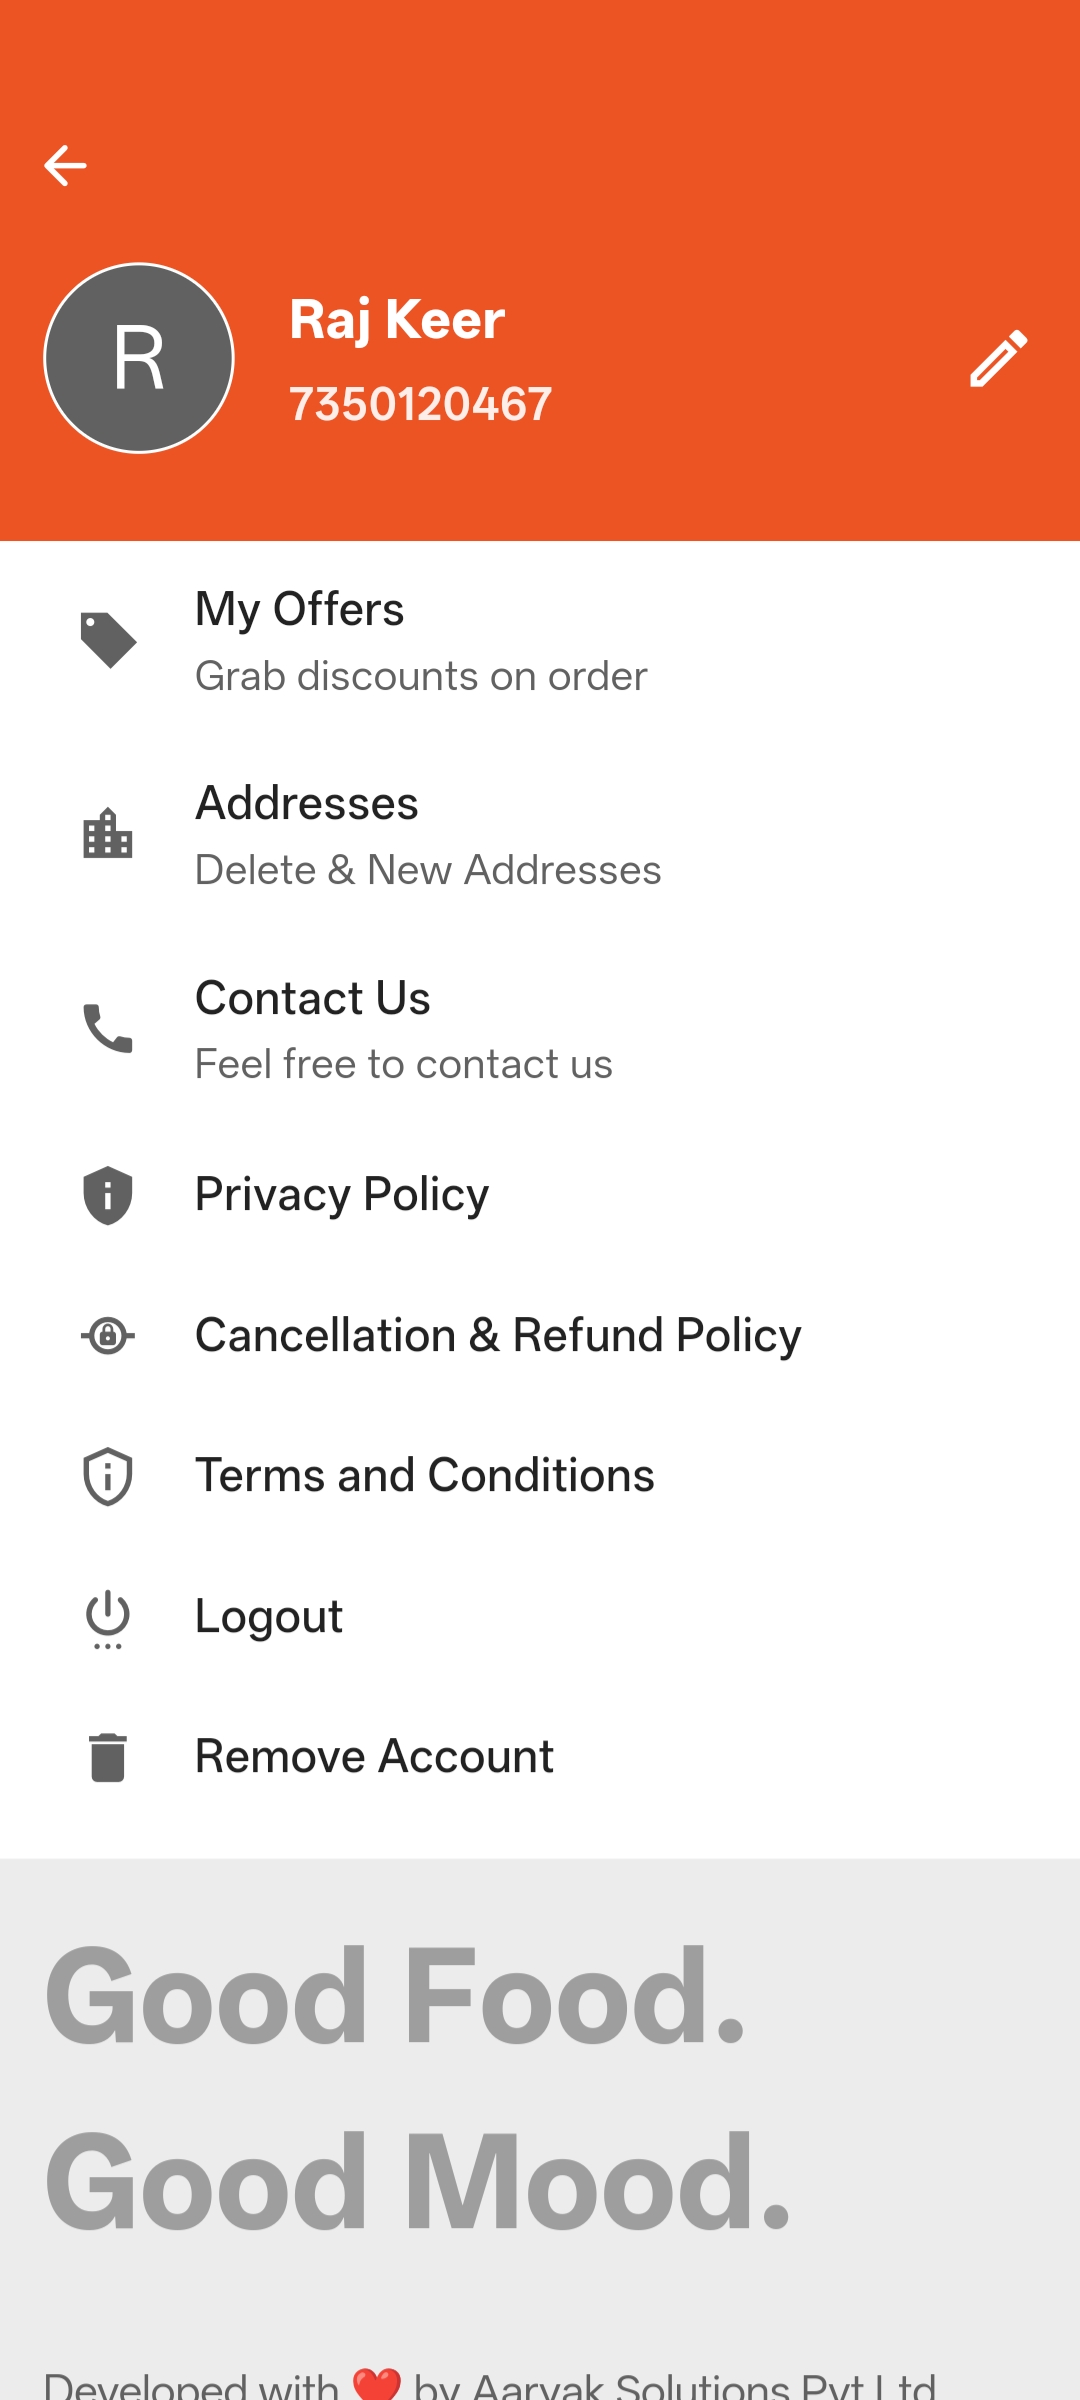 R
Raj Keer
7350120467
My Offers
Grab discounts on order
Addresses
Delete & New Addresses
Contact Us
Feel free to contact us
Privacy Policy
Cancellation & Refund Policy
Terms and Conditions
Logout
Remove Account
Good Food.
Good Mood.
Developed with ❤️ by Aarvak Solutions Pvt Ltd